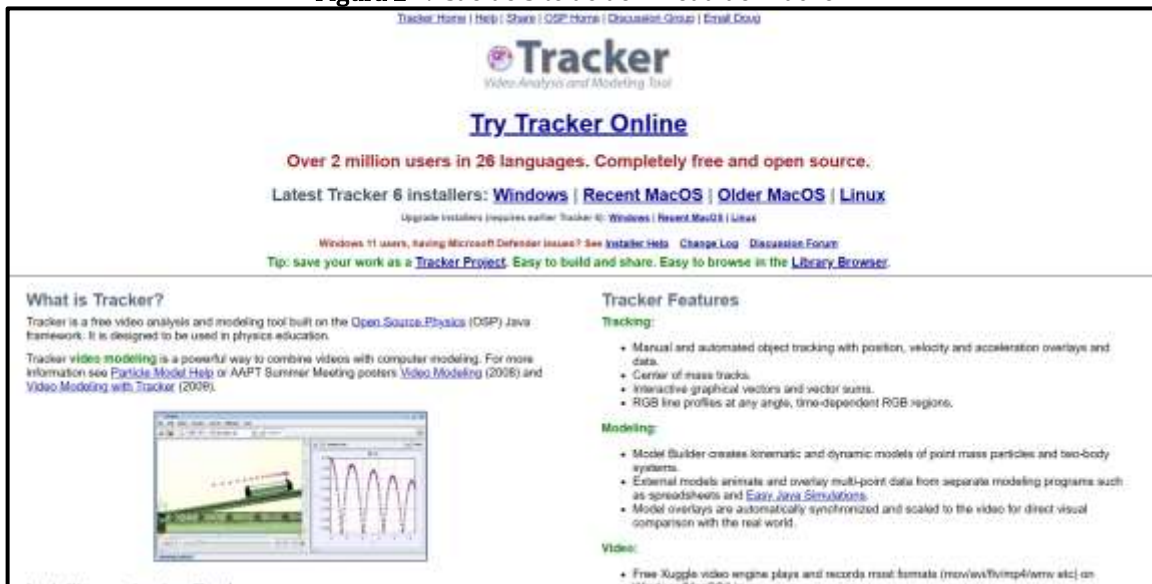 Tracker Home | Help | Share | OSP Home | Discussion Group | Email Doug
Tracker
Video Analysis and Modeling Tool
Try Tracker Online
Over 2 million users in 26 languages. Completely free and open source.
Latest Tracker 6 installers: Windows | Recent MacOS | Older MacOS | Linux
Upgrade installers (requires earlier Tracker 6): Windows | Recent MacOS | Linux
Windows 11 users, having Microsoft Defender issues? See Installer Help Change Log Discussion Forum
Tip: save your work as a Tracker Project. Easy to build and share. Easy to browse in the Library Browser.
What is Tracker?
Tracker is a free video analysis and modeling tool built on the Open Source Physics (OSP) Java
framework. It is designed to be used in physics education.
Tracker video modeling is a powerful way to combine videos with computer modeling. For more
information see Particle Model Help or AAPT Summer Meeting posters Video Modeling (2008) and
Video Modeling with Tracker (2009).
Tracker Features
Tracking:
• Manual and automated object tracking with position, velocity and acceleration overlays and
data.
• Center of mass tracks.
• Interactive graphical vectors and vector sums.
• RGB line profiles at any angle, time-dependent RGB regions.
Modeling:
• Model Builder creates kinematic and dynamic models of point mass particles and two-body
systems.
• External models animate and overlay multi-point data from separate modeling programs such
as spreadsheets and Easy Java Simulations.
• Model overlays are automatically synchronized and scaled to the video for direct visual
comparison with the real world.
Video:
• Free Xuggle video engine plays and records most formats (mov/avi/flv/mp4/wmv etc) on